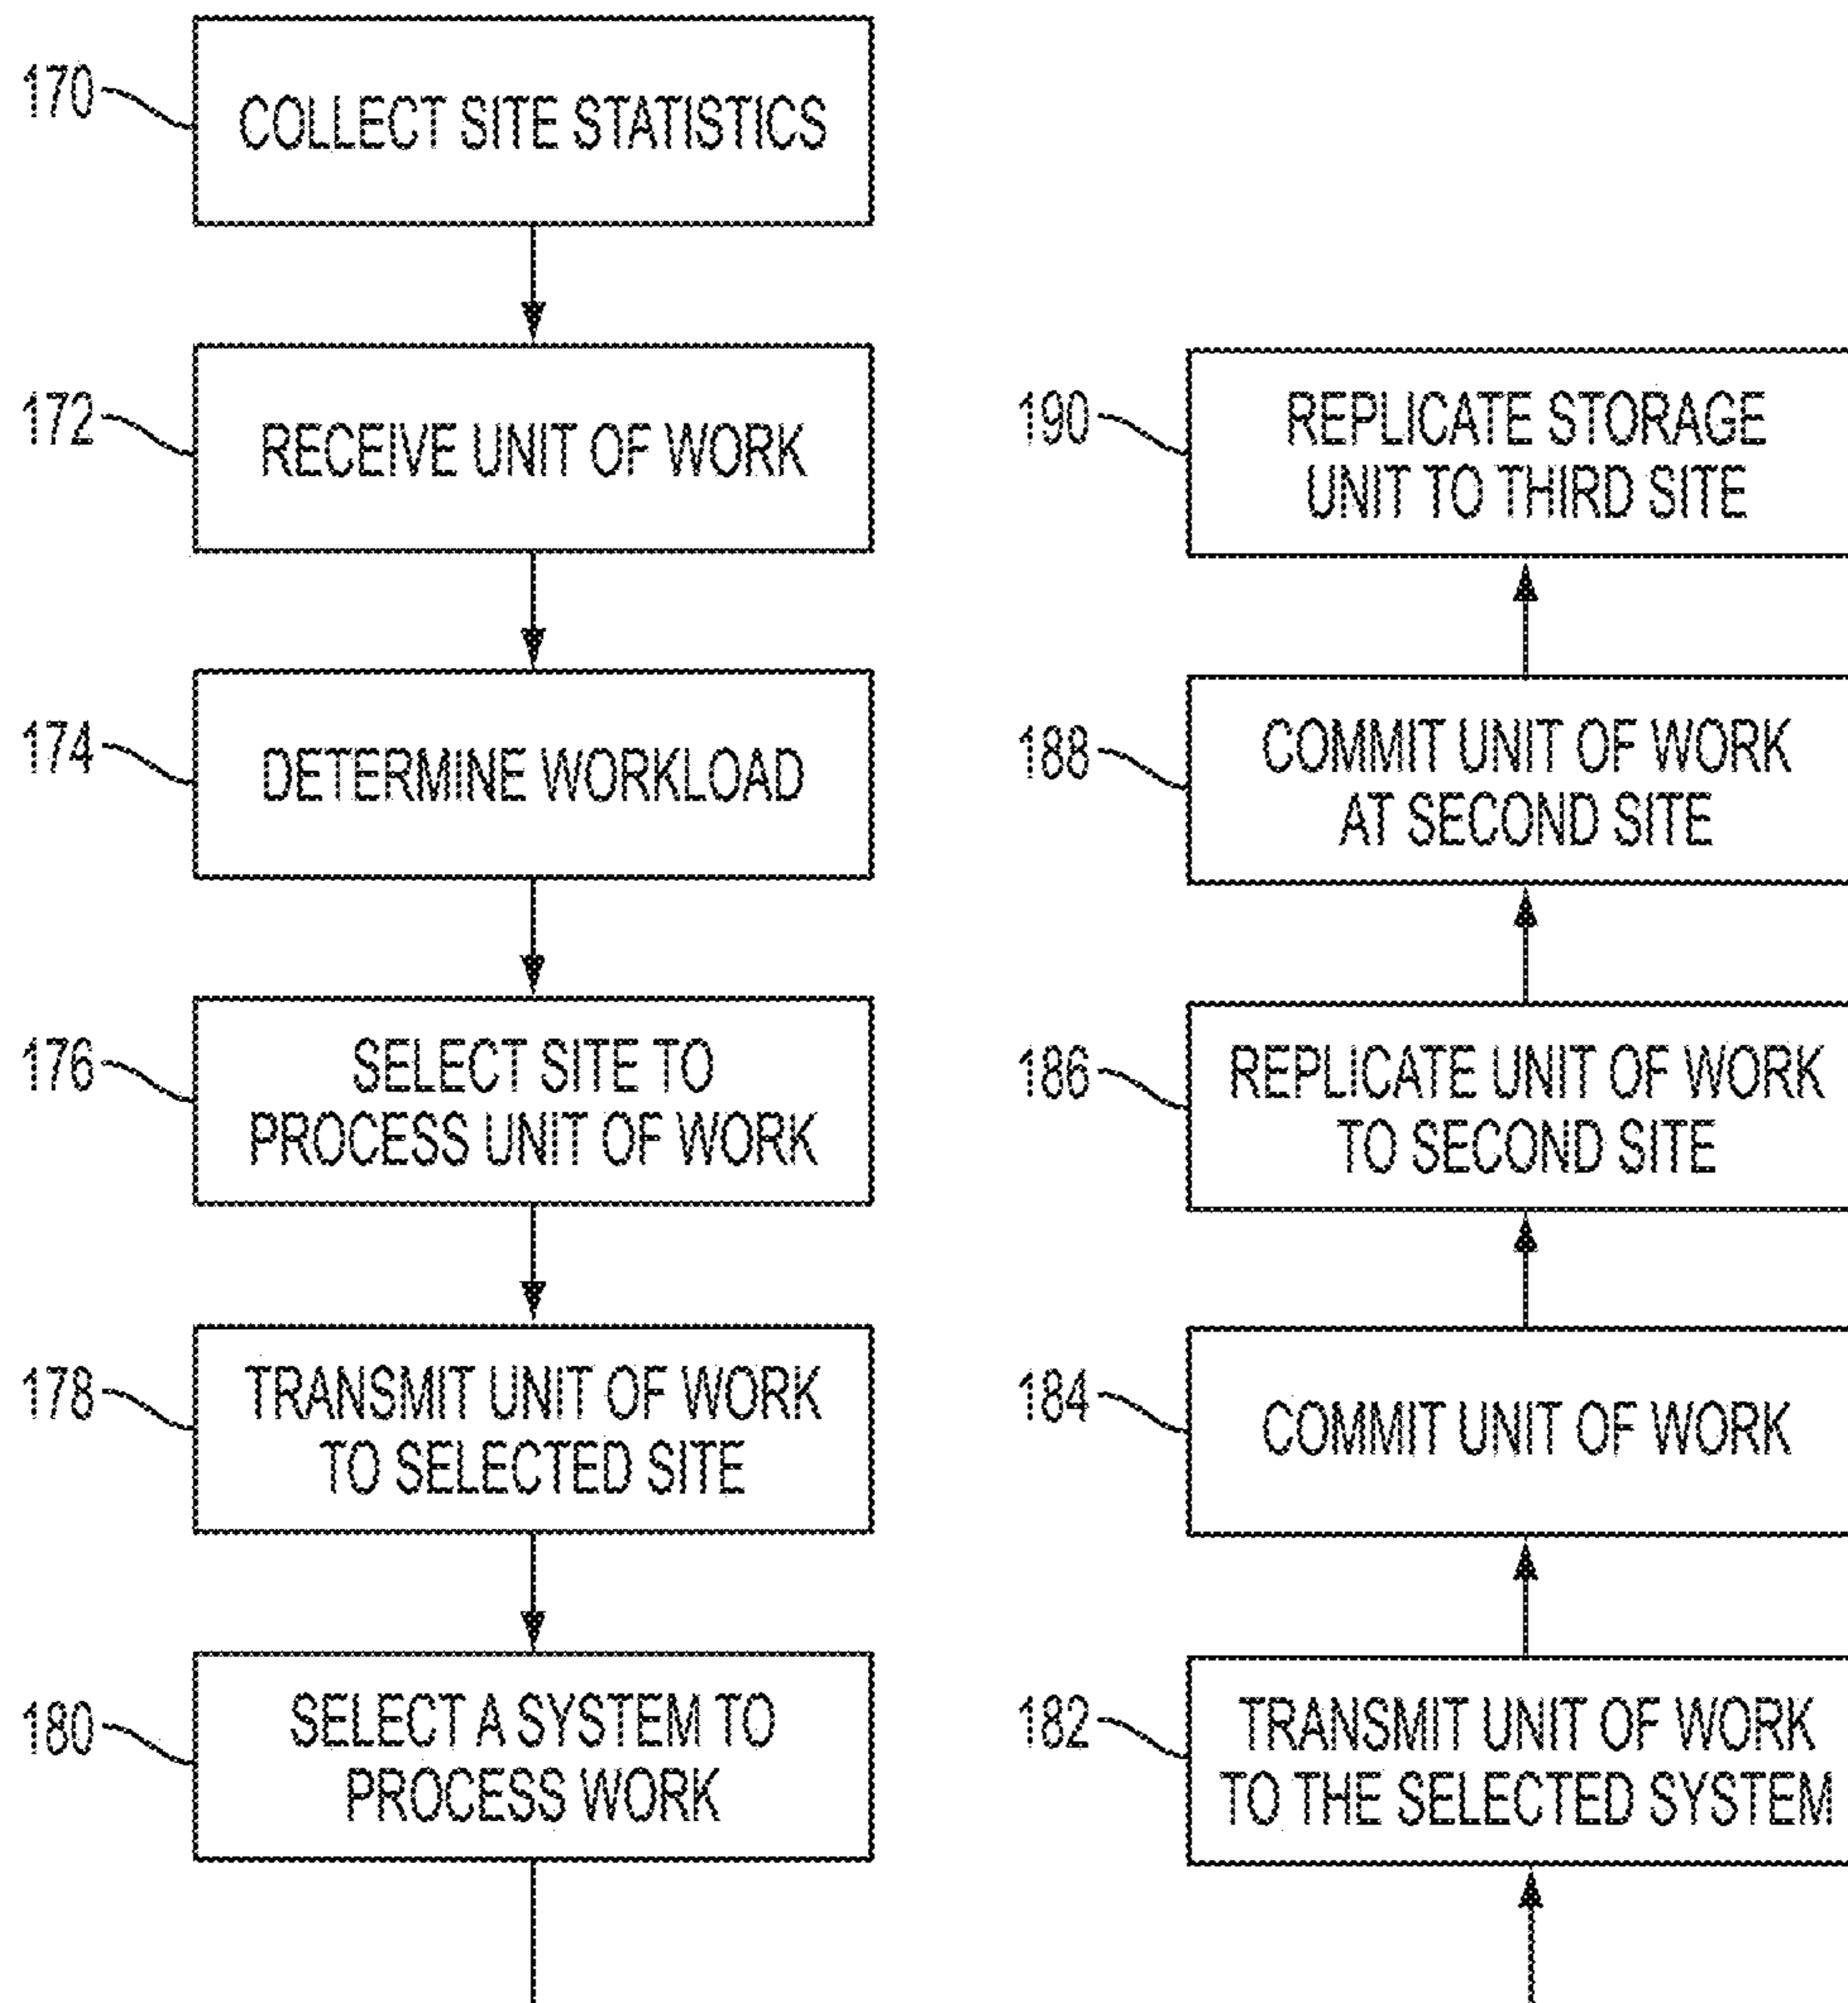 170
COLLECT SITE STATISTICS
172
RECEIVE UNIT OF WORK
174
DETERMINE WORKLOAD
176
SELECT SITE TO
PROCESS UNIT OF WORK
178
TRANSMIT UNIT OF WORK
TO SELECTED SITE
180
SELECT A SYSTEM TO
PROCESS WORK
190
REPLICATE STORAGE
UNIT TO THIRD SITE
188
COMMIT UNIT OF WORK
AT SECOND SITE
186
REPLICATE UNIT OF WORK
TO SECOND SITE
184
COMMIT UNIT OF WORK
182
TRANSMIT UNIT OF WORK
TO THE SELECTED SYSTEM